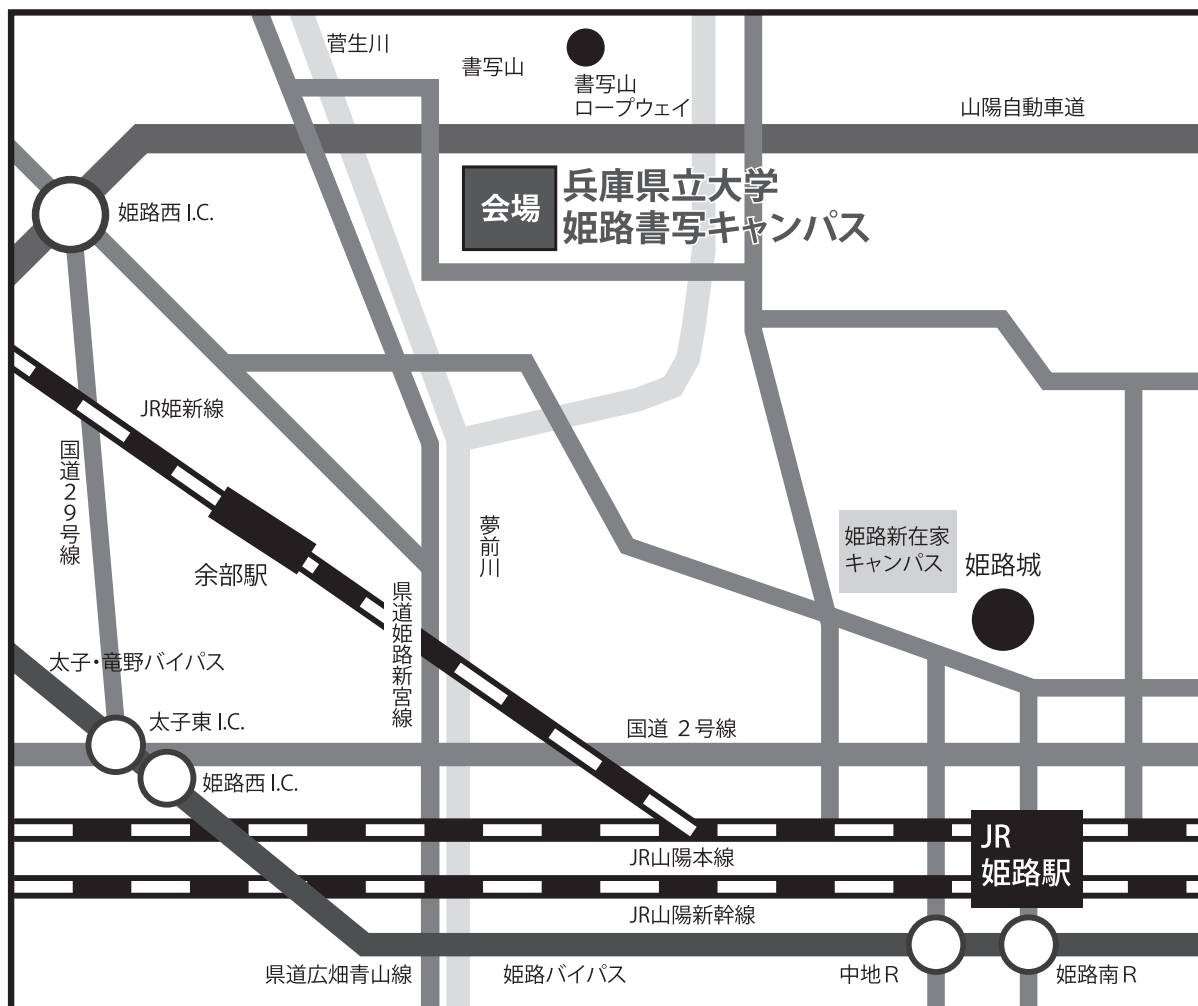 菅生川
書写山
書写山
ロープウェイ
山陽自動車道
会場
兵庫県立大学
姫路書写キャンパス
姫路西 I.C.
JR姫新線
国道29号線
余部駅
夢前川
県道姫路新宮線
姫路新在家
キャンパス
姫路城
太子・竜野バイパス
太子東 I.C.
国道 2号線
姫路西 I.C.
JR山陽本線
JR
姫路駅
JR山陽新幹線
県道広畑青山線
姫路バイパス
中地R
姫路南R